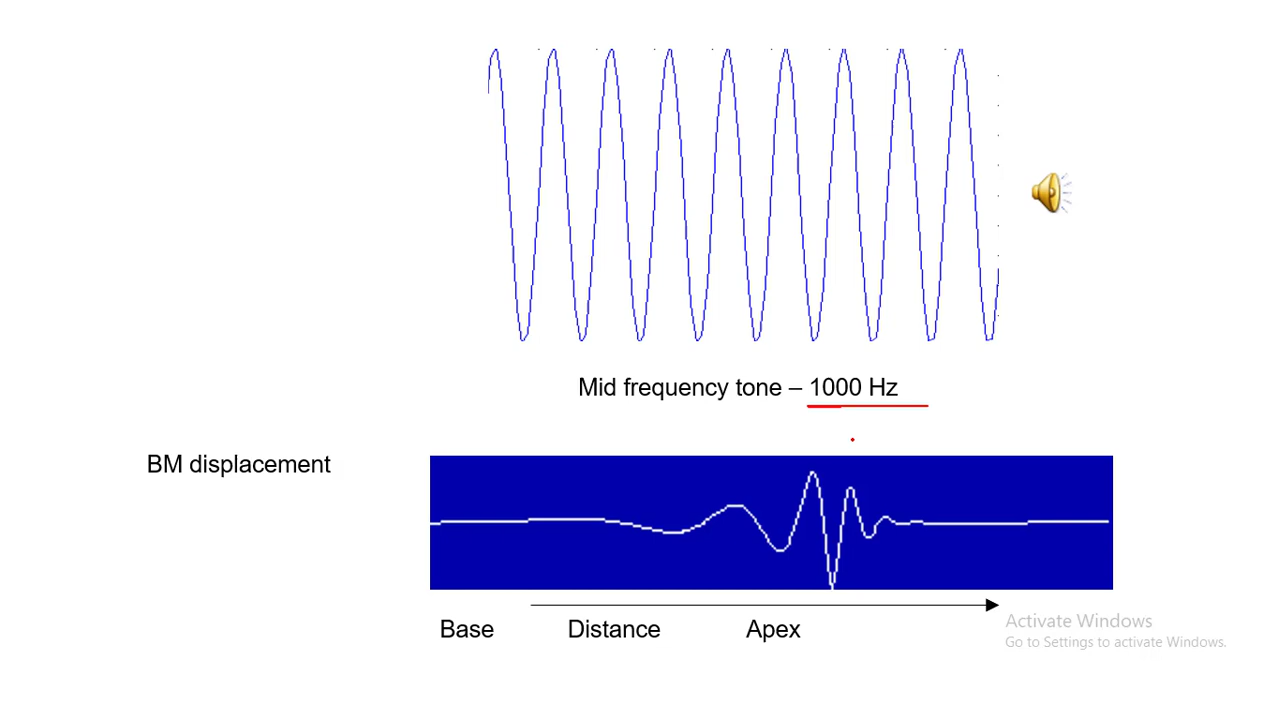 Mid frequency tone – 1000 Hz
BM displacement
Base Distance Apex
Activate Windows
Go to Settings to activate Windows.